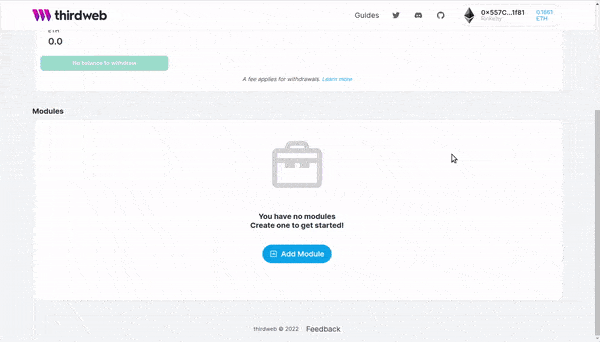 thirdweb
Guides
0×557C...1f81
Rinkeby
0.1661
ETH
ETH
0.0
No balance to withdraw
A fee applies for withdrawals. Learn more
Modules
You have no modules
Create one to get started!
Add Module
thirdweb © 2022
Feedback